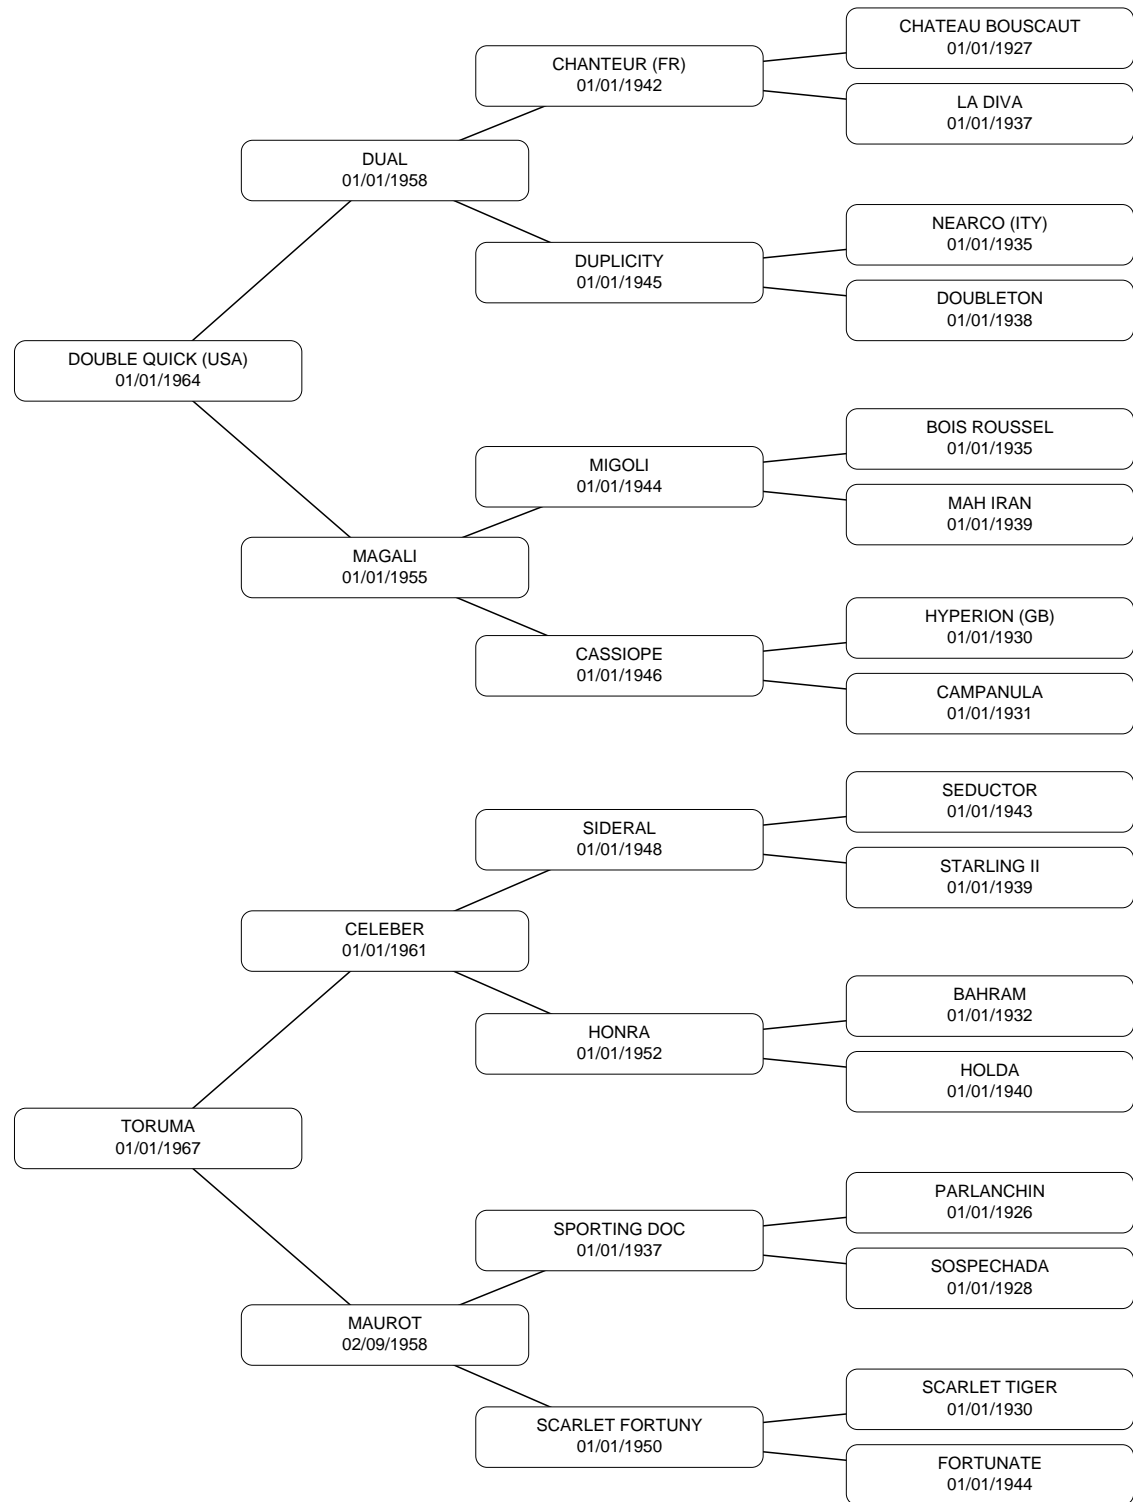 CHATEAU BOUSCAUT
01/01/1927
CHANTEUR (FR)
01/01/1942
LA DIVA
01/01/1937
DUAL
01/01/1958
NEARCO (ITY)
01/01/1935
DUPLICITY
01/01/1945
DOUBLETON
01/01/1938
DOUBLE QUICK (USA)
01/01/1964
BOIS ROUSSEL
01/01/1935
MIGOLI
01/01/1944
MAH IRAN
01/01/1939
MAGALI
01/01/1955
HYPERION (GB)
01/01/1930
CASSIOPE
01/01/1946
CAMPANULA
01/01/1931
SEDUCTOR
01/01/1943
SIDERAL
01/01/1948
STARLING II
01/01/1939
CELEBER
01/01/1961
BAHRAM
01/01/1932
HONRA
01/01/1952
HOLDA
01/01/1940
TORUMA
01/01/1967
PARLANCHIN
01/01/1926
SPORTING DOC
01/01/1937
SOSPECHADA
01/01/1928
MAUROT
02/09/1958
SCARLET TIGER
01/01/1930
SCARLET FORTUNY
01/01/1950
FORTUNATE
01/01/1944